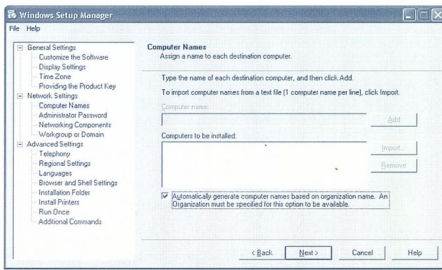 Windows Setup Manager
File Help
General Settings
Customize the Software
Display Settings
Time Zone
Providing the Product Key
Network Settings
Computer Names
Administrator Password
Networking Components
Workgroup or Domain
Advanced Settings
Telephony
Regional Settings
Languages
Browser and Shell Settings
Installation Folder
Install Printers
Run Once
Additional Commands
Computer Names
Assign a name to each destination computer.
Type the name of each destination computer, and then click Add.
To import computer names from a text file (1 computer name per line), click Import.
Computer name:
Add
Computers to be installed:
Import...
Remove
Automatically generate computer names based on organization name. An
Organization must be specified for this option to be available.
< Back
Next >
Cancel
Help